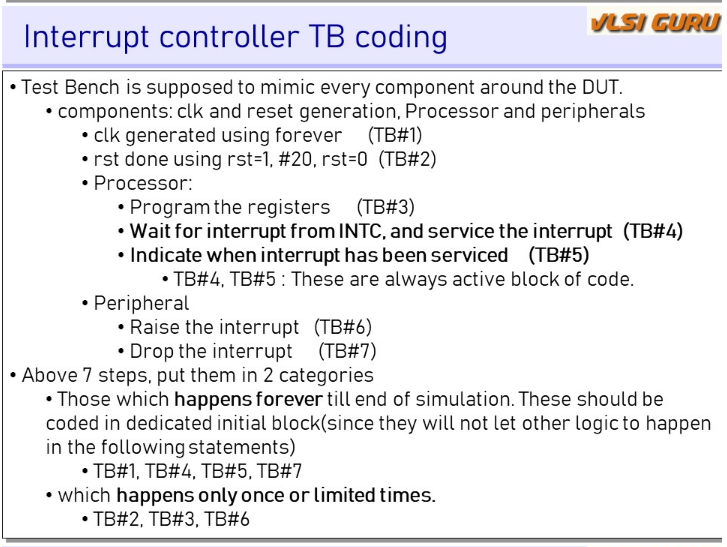 VLSI GURU
Interrupt controller TB coding
• Test Bench is supposed to mimic every component around the DUT.
• components: clk and reset generation, Processor and peripherals
• clk generated using forever (TB#1)
• rst done using rst=1, #20, rst=0 (TB#2)
• Processor:
• Program the registers (TB#3)
• Wait for interrupt from INTC, and service the interrupt (TB#4)
• Indicate when interrupt has been serviced (TB#5)
• TB#4, TB#5 : These are always active block of code.
• Peripheral
• Raise the interrupt (TB#6)
• Drop the interrupt (TB#7)
• Above 7 steps, put them in 2 categories
• Those which happens forever till end of simulation. These should be
coded in dedicated initial block(since they will not let other logic to happen
in the following statements)
• TB#1, TB#4, TB#5, TB#7
• which happens only once or limited times.
• TB#2, TB#3, TB#6